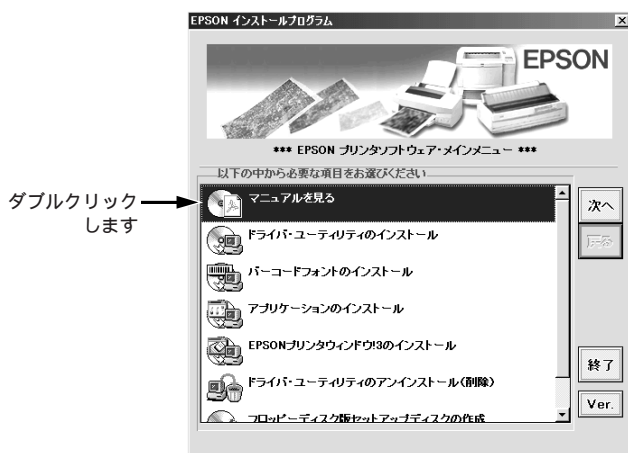 EPSON インストールプログラム
EPSON
*** EPSON プリンタソフトウェア・メインメニュー ***
以下の中から必要な項目をお選びください
ダブルクリック
します
マニュアルを見る
ドライバ・ユーティリティのインストール
バーコードフォントのインストール
アプリケーションのインストール
EPSONプリンタウィンドウ!3のインストール
ドライバ・ユーティリティのアンインストール(削除)
フロッピーディスク版セットアップディスクの作成
次へ
戻る
終了
Ver.